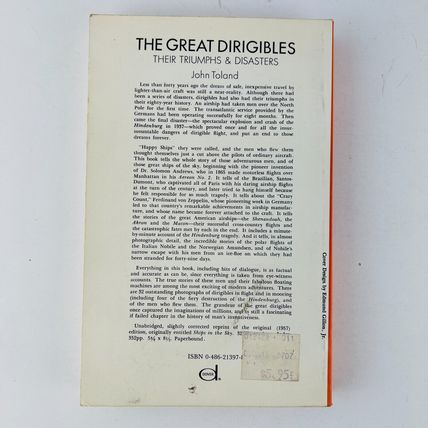 THE GREAT DIRIGIBLES
THEIR TRIUMPHS & DISASTERS
John Toland
Less than forty years ago the dream of safe, inexpensive travel by
lighter-than-air craft was still a near-reality. Although there had
been a series of disasters, dirigibles had also had their triumphs in
their eighty-year history. An airship had taken men over the North
Pole for the first time. The transatlantic service provided by the
Germans had been operating successfully for eight months. Then
came the final disaster—the spectacular explosion and crash of the
Hindenburg in 1937—which proved once and for all the insur-
mountable dangers of dirigible flight, and put an end to those
dreams forever.
"Happy Ships" they were called, and the men who flew them
thought themselves just a cut above the pilots of ordinary aircraft.
This book tells the whole story of those adventurous men, and of
those great ships of the sky, beginning with the pioneer invention
of Dr. Solomon Andrews, who in 1865 made motorless flights over
Manhattan in his Aereon No. 2. It tells of the Brazilian, Santos-
Dumont, who captivated all of Paris with his daring airship flights
at the turn of the century, and later tried to hang himself because
he felt responsible for so much tragedy. It tells about the "Crazy
Count," Ferdinand von Zeppelin, whose pioneering work in Germany
led to that country's remarkable achievements in airship manufac-
ture, and whose name became forever attached to the craft. It tells
the stories of the great American airships—the Shenandoah, the
Akron and the Macon—their successful cross-country flights and
the catastrophic fates met by each in the end. It includes a minute-
by-minute account of the Hindenburg tragedy. And it tells, in almost
photographic detail, the incredible stories of the polar flights of
the Italian Nobile and the Norwegian Amundsen, and of Nobile's
narrow escape with his men from an ice-floe on which they had
been stranded for forty-nine days.
Everything in this book, including bits of dialogue, is as factual
and accurate as can be, since everything is taken from eye-witness
accounts. The true stories of these men and their fabulous floating
machines are among the most exciting of modern adventures. There
are 32 outstanding photographs of dirigibles in flight and in mooring
(including four of the fiery destruction of the Hindenburg), and
of the men who flew them. The grandeur of the great dirigibles
once captured the imaginations of millions, and is still a fascinating
if failed chapter in the history of man's inventiveness.
Unabridged, slightly corrected reprint of the original (1957)
edition, originally entitled Ships in the Sky. 32
352pp. 5⅜ x 8½. Paperbound.
Cover Design by Edmund Gillon, Jr.
ISBN 0-486-21397-
DOVER
$5.95